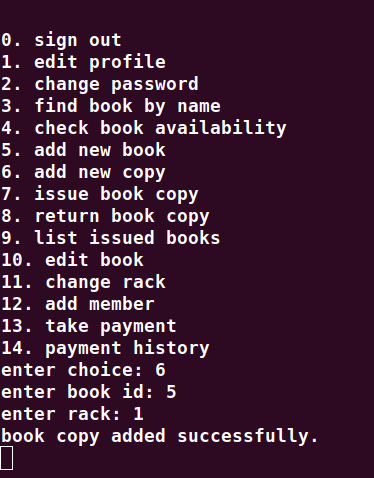 0. sign out
1. edit profile
2. change password
3. find book by name
4. check book availability
5. add new book
6. add new copy
7. issue book copy
8. return book copy
9. list issued books
10. edit book
11. change rack
12. add member
13. take payment
14. payment history
enter choice: 6
enter book id: 5
enter rack: 1
book copy added successfully.